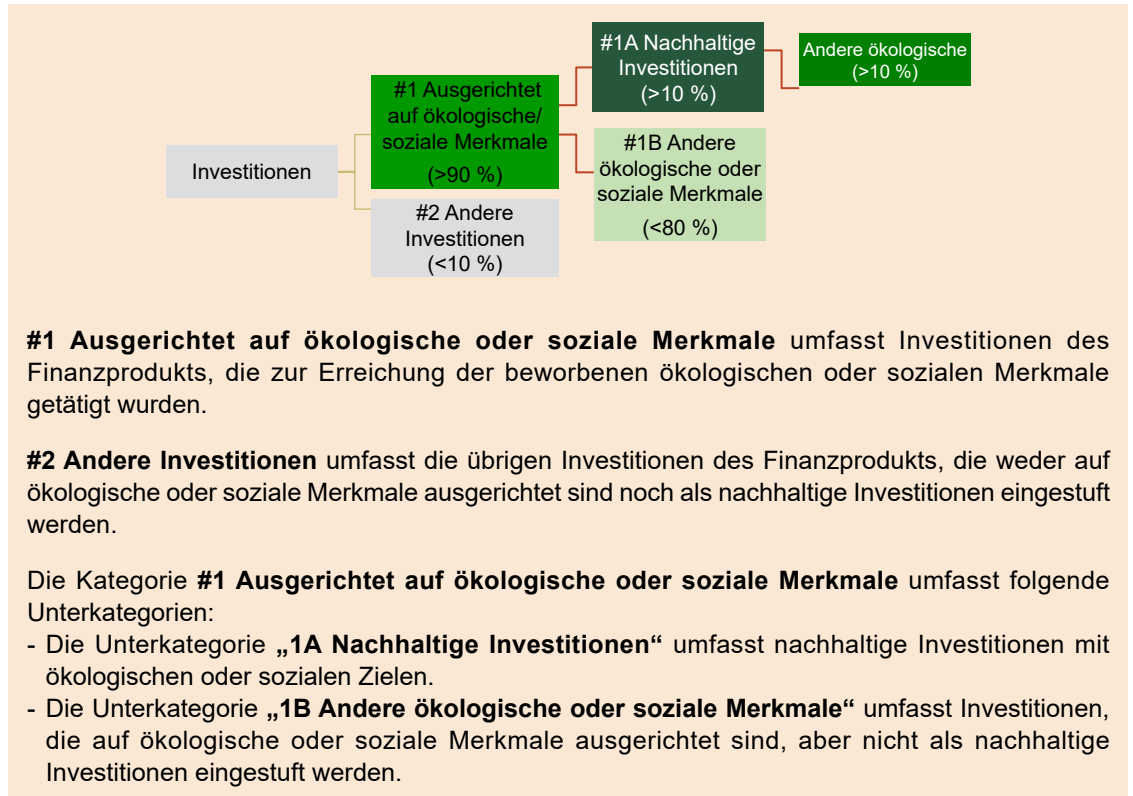 #1A Nachhaltige
Investitionen
(>10 %)
Andere ökologische
(>10 %)
#1 Ausgerichtet
auf ökologische/
soziale Merkmale
(>90 %)
#1B Andere
ökologische oder
soziale Merkmale
(<80 %)
Investitionen
#2 Andere
Investitionen
(<10 %)
#1 Ausgerichtet auf ökologische oder soziale Merkmale umfasst Investitionen des
Finanzprodukts, die zur Erreichung der beworbenen ökologischen oder sozialen Merkmale
getätigt wurden.
#2 Andere Investitionen umfasst die übrigen Investitionen des Finanzprodukts, die weder auf
ökologische oder soziale Merkmale ausgerichtet sind noch als nachhaltige Investitionen eingestuft
werden.
Die Kategorie #1 Ausgerichtet auf ökologische oder soziale Merkmale umfasst folgende
Unterkategorien:
- Die Unterkategorie „1A Nachhaltige Investitionen“ umfasst nachhaltige Investitionen mit
ökologischen oder sozialen Zielen.
- Die Unterkategorie „1B Andere ökologische oder soziale Merkmale“ umfasst Investitionen,
die auf ökologische oder soziale Merkmale ausgerichtet sind, aber nicht als nachhaltige
Investitionen eingestuft werden.